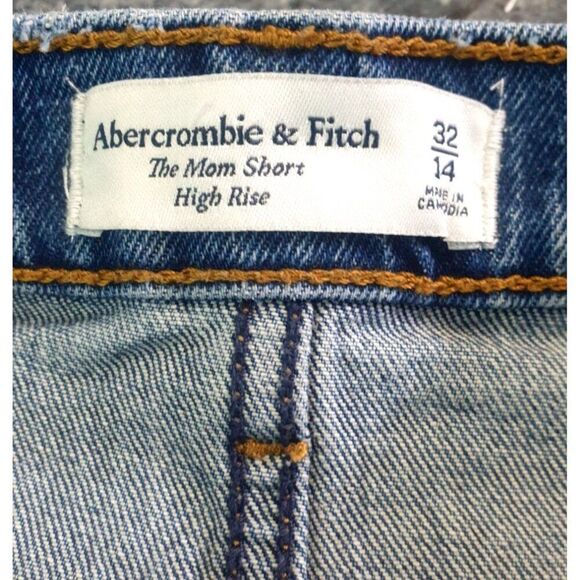 Abercrombie & Fitch
The Mom Short
High Rise
32
14
MADE IN
CAMBODIA